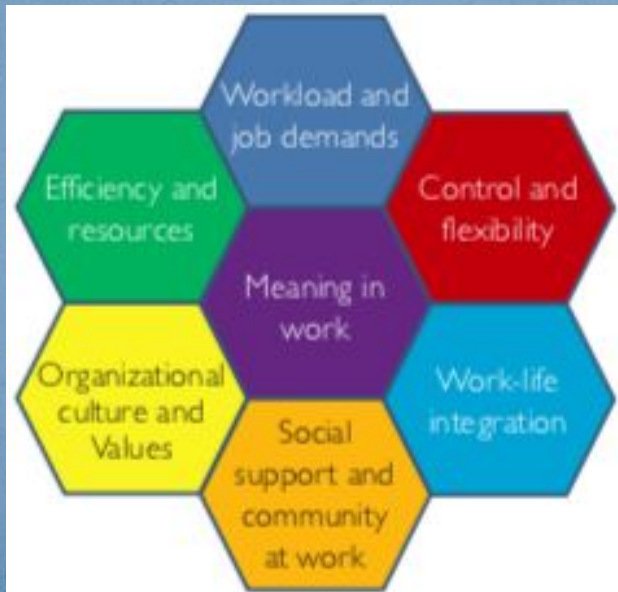 Workload and
job demands
Efficiency and
resources
Control and
flexibility
Meaning in
work
Organizational
culture and
Values
Work-life
integration
Social
support and
community
at work